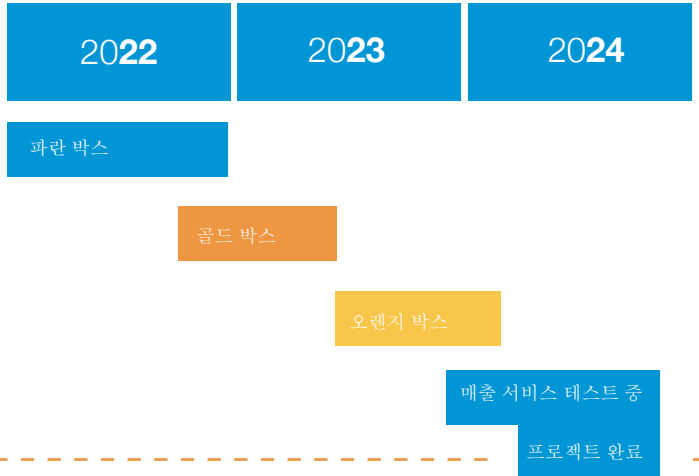 2022
2023
2024
파란 박스
골드 박스
오렌지 박스
매출 서비스 테스트 중
프로젝트 완료